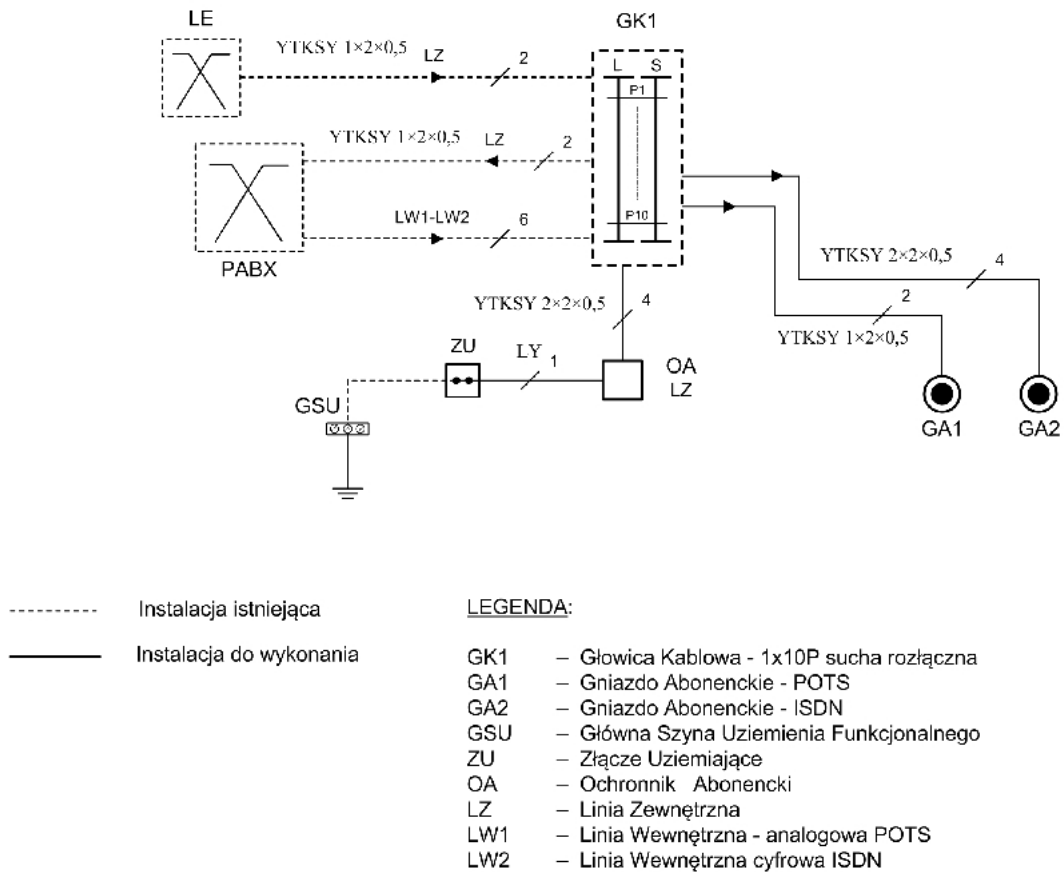 LE
GK1
YTKSY 1×2×0,5
LZ
2
L S
P1
YTKSY 1×2×0,5
LZ
2
LW1-LW2
6
P10
PABX
YTKSY 2×2×0,5
4
YTKSY 2×2×0,5
4
2
YTKSY 1×2×0,5
ZU
LY
1
OA
LZ
GSU
GA1
GA2
Instalacja istniejąca
Instalacja do wykonania
LEGENDA:
GK1 – Głowica Kablowa - 1x10P sucha rozłączna
GA1 – Gniazdo Abonenckie - POTS
GA2 – Gniazdo Abonenckie - ISDN
GSU – Główna Szyna Uziemienia Funkcjonalnego
ZU – Złącze Uziemiające
OA – Ochronnik Abonencki
LZ – Linia Zewnętrzna
LW1 – Linia Wewnętrzna - analogowa POTS
LW2 – Linia Wewnętrzna cyfrowa ISDN